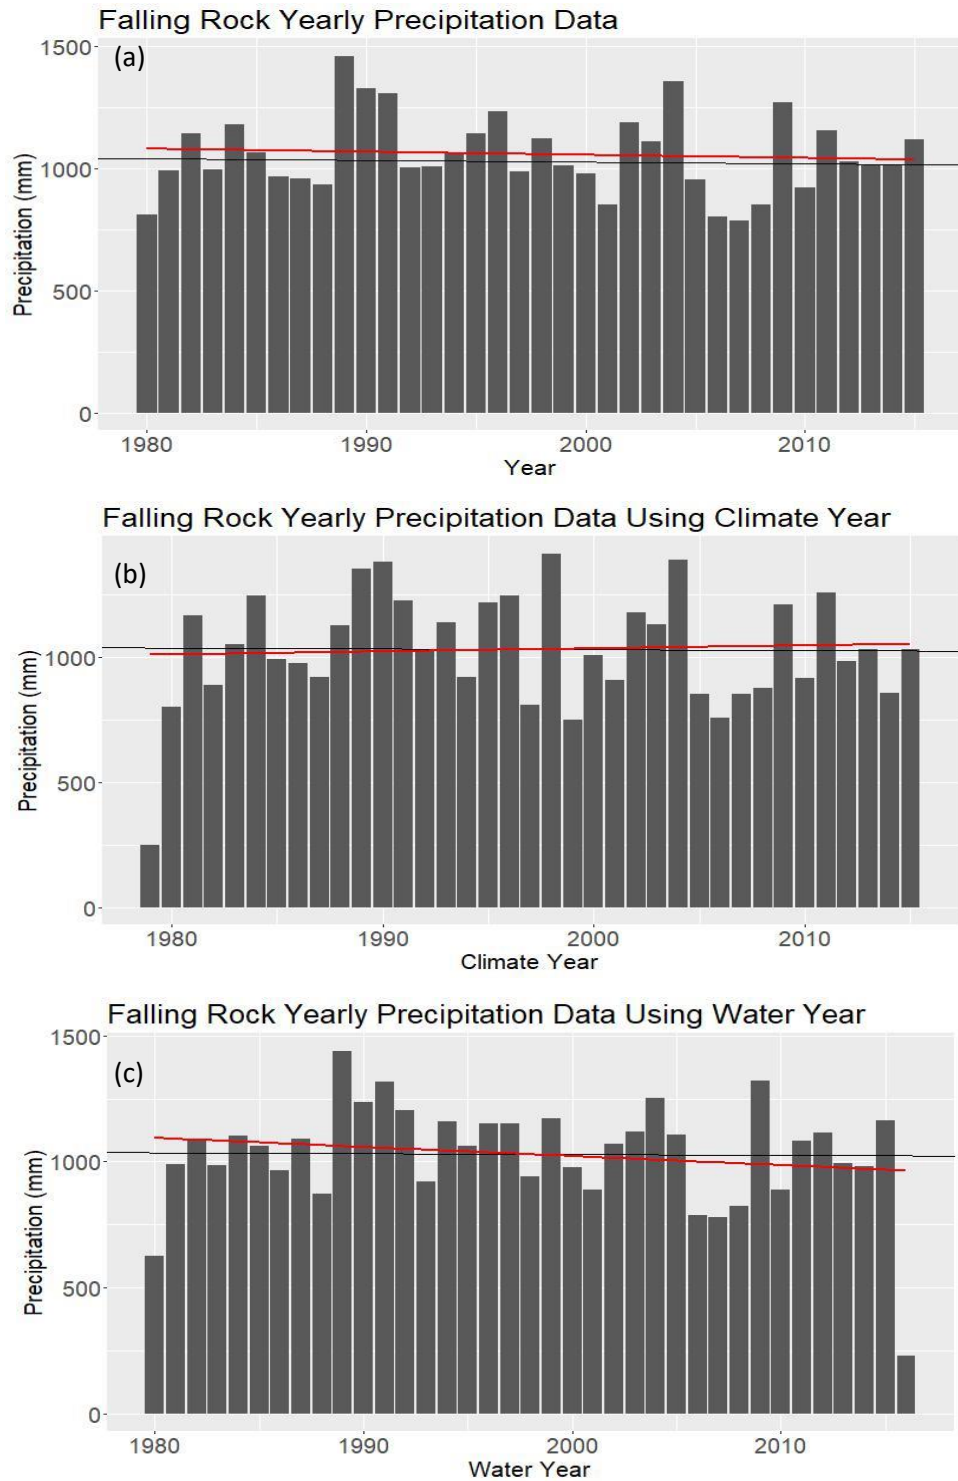 Falling Rock Yearly Precipitation Data
(a)
1500
1000
500
0
Precipitation (mm)
1980 1990 2000 2010
Year
Falling Rock Yearly Precipitation Data Using Climate Year
(b)
1000
500
0
Precipitation (mm)
1980 1990 2000 2010
Climate Year
Falling Rock Yearly Precipitation Data Using Water Year
(c)
1500
1000
500
0
Precipitation (mm)
1980 1990 2000 2010
Water Year